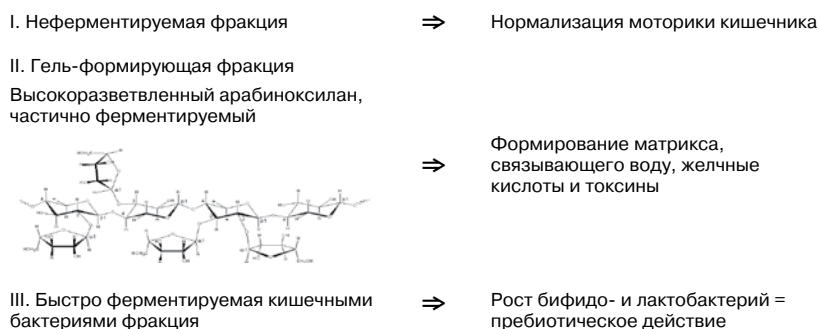 I. Неферментируемая фракция ⇒ Нормализация моторики кишечника
II. Гель-формирующая фракция
Высокоразветвленный арабиноксилан,
частично ферментируемый
⇒ Формирование матрикса,
связывающего воду, желчные
кислоты и токсины
III. Быстро ферментируемая кишечными
бактериями фракция
⇒ Рост бифидо- и лактобактерий =
пребиотическое действие